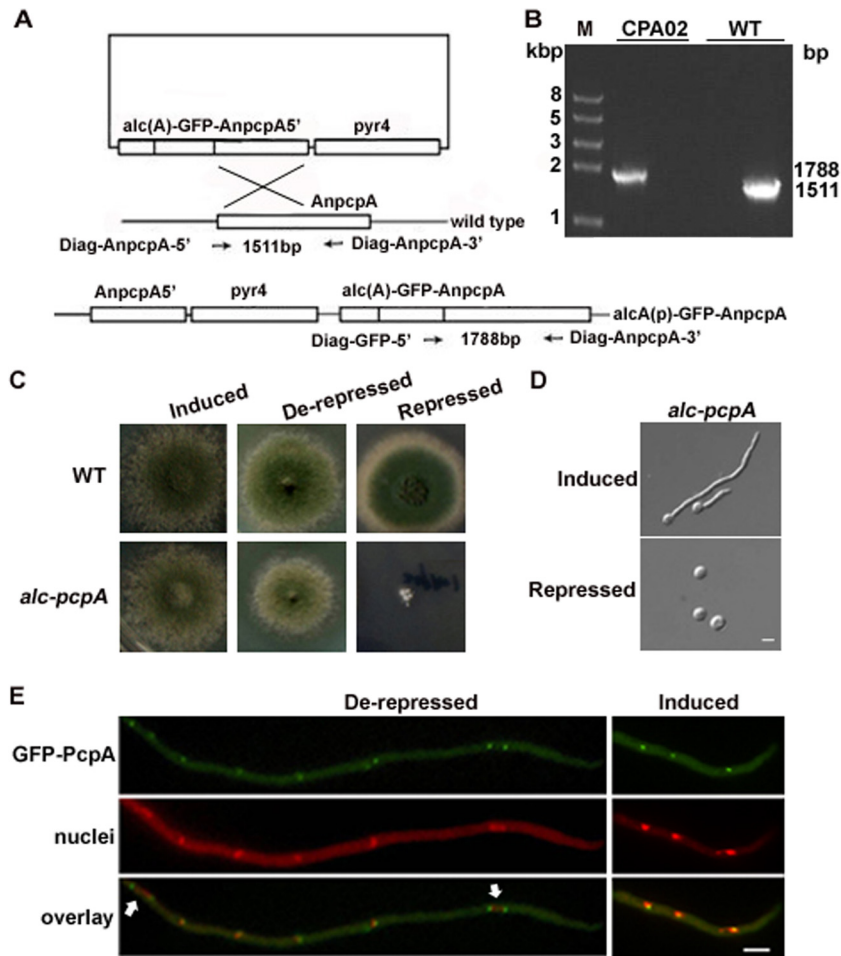 A
alc(A)-GFP-AnpcpA5’ pyr4
AnpcpA
wild type
Diag-AnpcpA-5’ 1511bp Diag-AnpcpA-3’
AnpcpA5’ pyr4 alc(A)-GFP-AnpcpA
alcA(p)-GFP-AnpcpA
Diag-GFP-5’ 1788bp Diag-AnpcpA-3’
B
M CPA02 WT
kbp bp
8
5
3
2
1
1788
1511
C
Induced De-repressed Repressed
WT
alc-pcpA
D
alc-pcpA
Induced
Repressed
E
De-repressed Induced
GFP-PcpA
nuclei
overlay